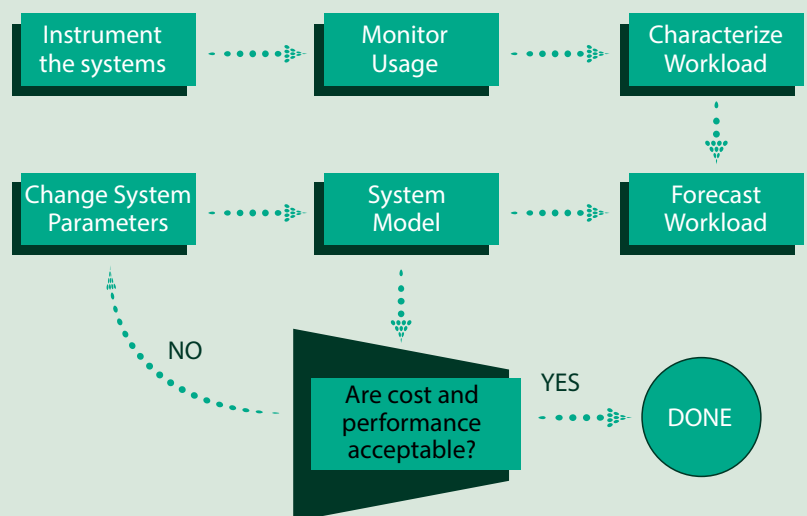 Instrument
the systems
Monitor
Usage
Characterize
Workload
Change System
Parameters
System
Model
Forecast
Workload
NO
Are cost and
performance
acceptable?
YES
DONE